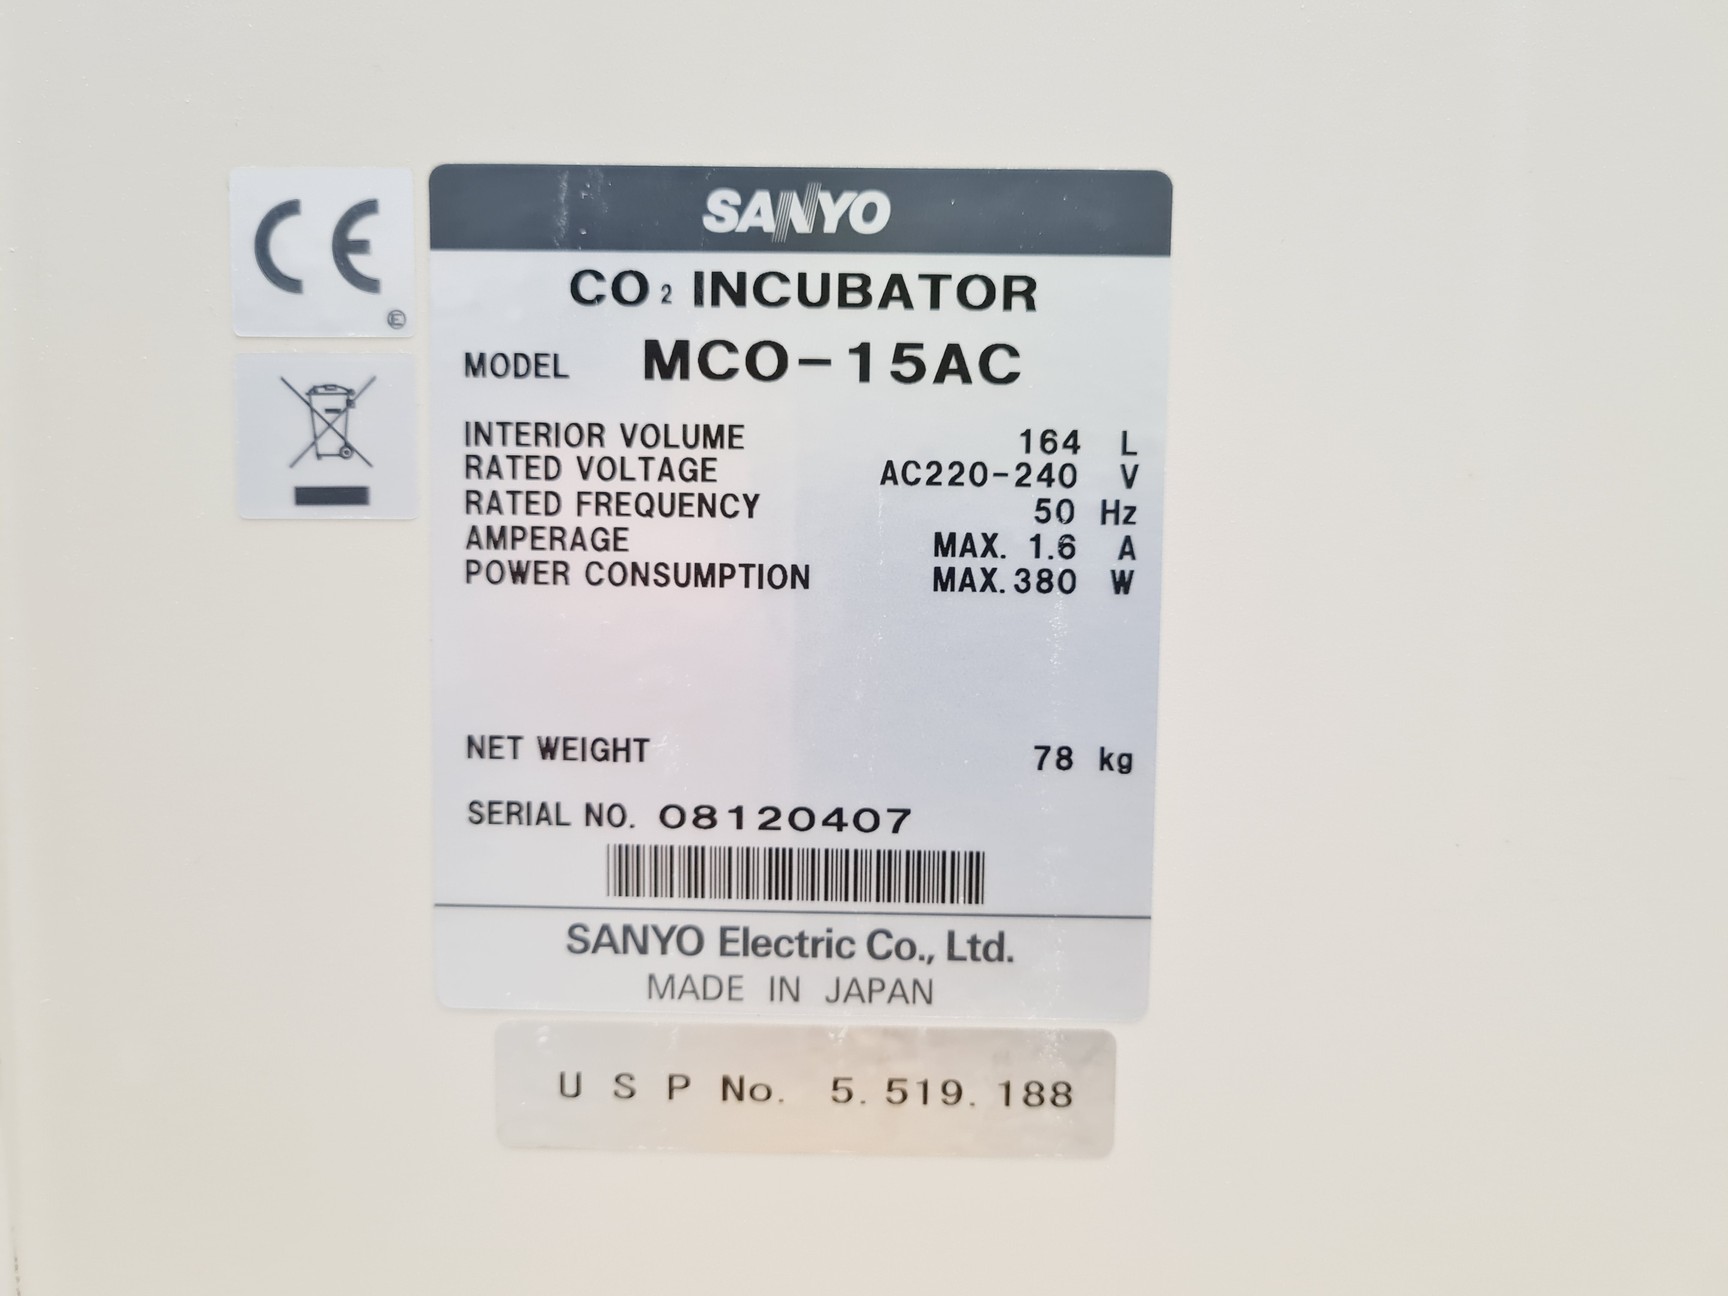 CE
E
SANYO
CO2 INCUBATOR
MODEL MCO-15AC
INTERIOR VOLUME 164 L
RATED VOLTAGE AC220-240 V
RATED FREQUENCY 50 Hz
AMPERAGE MAX. 1.6 A
POWER CONSUMPTION MAX. 380 W
NET WEIGHT 78 kg
SERIAL NO. 08120407
SANYO Electric Co., Ltd.
MADE IN JAPAN
U S P No. 5. 519. 188